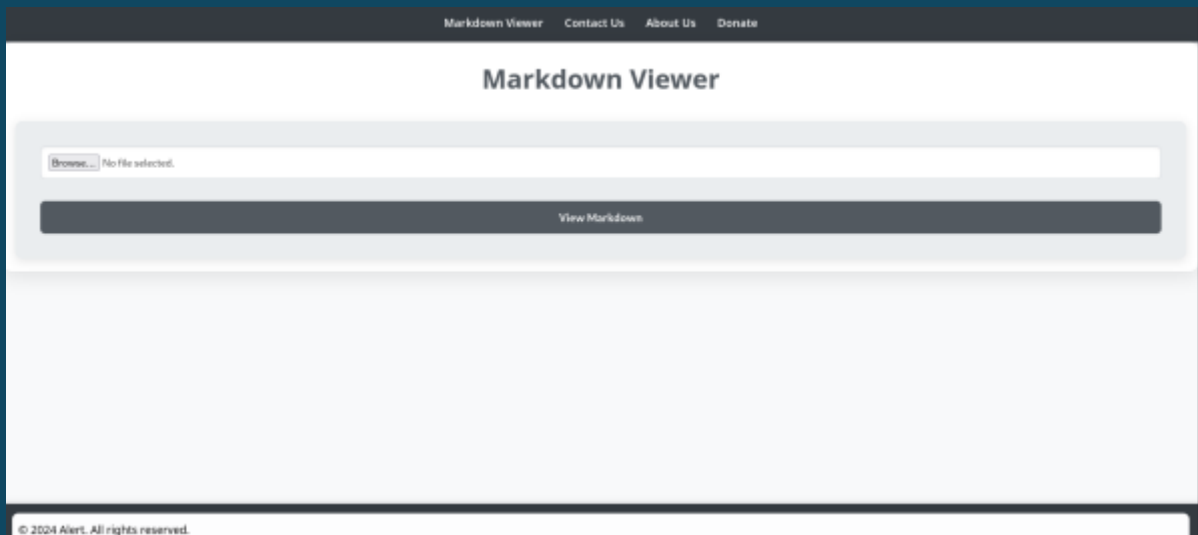 Markdown Viewer Contact Us About Us Donate
Markdown Viewer
Browse... No file selected.
View Markdown
© 2024 Alert. All rights reserved.